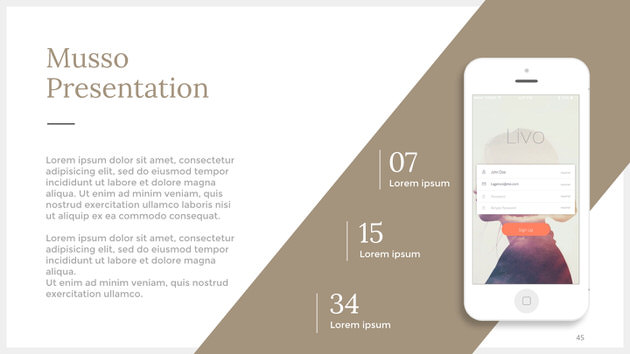 Musso
Presentation
Lorem ipsum dolor sit amet, consectetur
adipisicing elit, sed do eiusmod tempor
incididunt ut labore et dolore magna
aliqua. Ut enim ad minim veniam, quis
nostrud exercitation ullamco laboris nisi ut
aliquip ex ea commodo consequat.
Lorem ipsum dolor sit amet, consectetur
adipisicing elit, sed do eiusmod tempor
incididunt ut labore et dolore magna
aliqua.
Ut enim ad minim veniam, quis nostrud
exercitation ullamco.
07
Lorem ipsum
15
Lorem ipsum
34
Lorem ipsum
Livo
John Doe
Sign Up
45